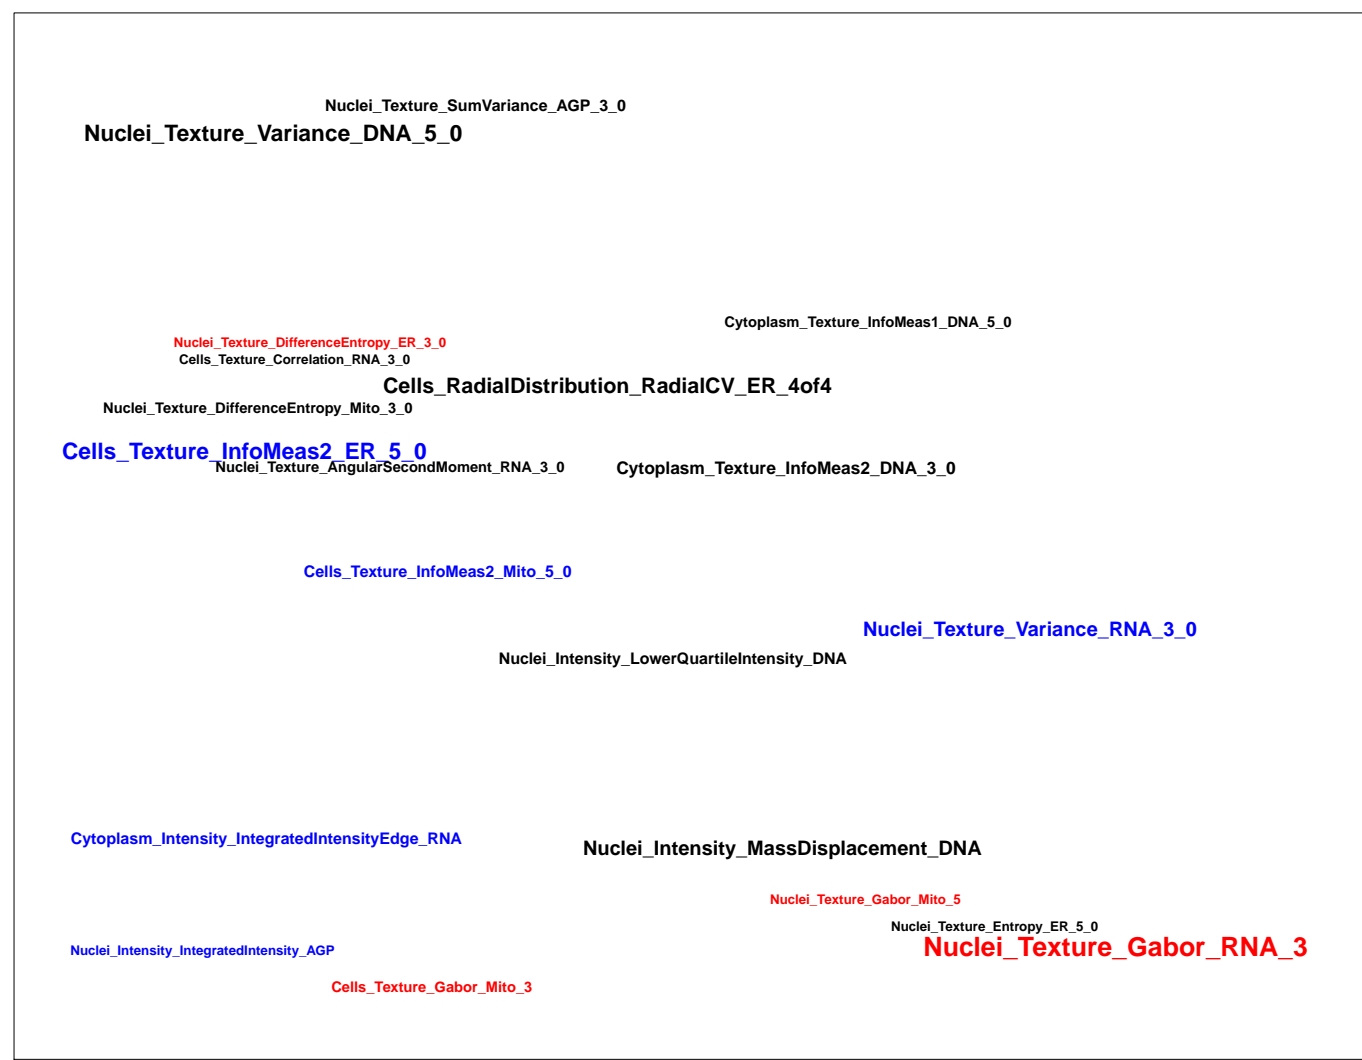 Nuclei_Texture_SumVariance_AGP_3_0
Nuclei_Texture_Variance_DNA_5_0
Cytoplasm_Texture_InfoMeas1_DNA_5_0
Nuclei_Texture_DifferenceEntropy_ER_3_0
Cells_Texture_Correlation_RNA_3_0
Cells_RadialDistribution_RadialCV_ER_4of4
Nuclei_Texture_DifferenceEntropy_Mito_3_0
Cells_Texture_InfoMeas2_ER_5_0
Nuclei_Texture_AngularSecondMoment_RNA_3_0
Cytoplasm_Texture_InfoMeas2_DNA_3_0
Cells_Texture_InfoMeas2_Mito_5_0
Nuclei_Texture_Variance_RNA_3_0
Nuclei_Intensity_LowerQuartileIntensity_DNA
Cytoplasm_Intensity_IntegratedIntensityEdge_RNA
Nuclei_Intensity_MassDisplacement_DNA
Nuclei_Texture_Gabor_Mito_5
Nuclei_Texture_Entropy_ER_5_0
Nuclei_Texture_Gabor_RNA_3
Nuclei_Intensity_IntegratedIntensity_AGP
Cells_Texture_Gabor_Mito_3